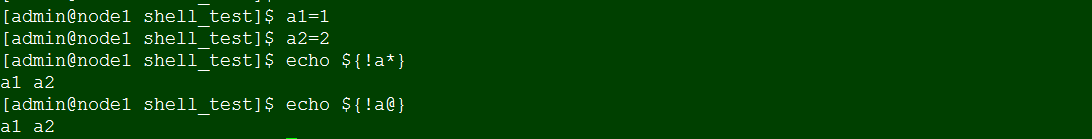 [admin@node1 shell_test]$ a1=1
[admin@node1 shell_test]$ a2=2
[admin@node1 shell_test]$ echo ${!a*}
a1 a2
[admin@node1 shell_test]$ echo ${!a@}
a1 a2